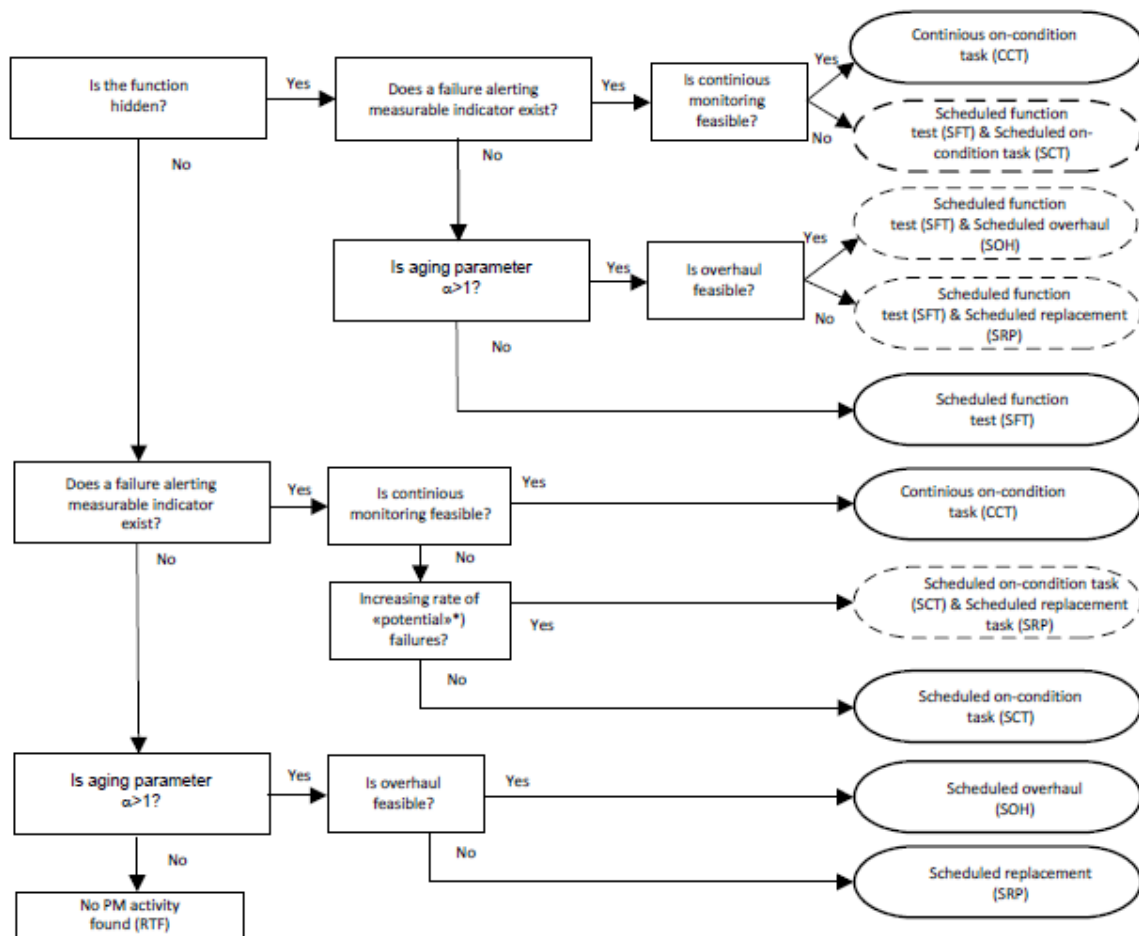 Is the function
hidden?
Yes
Does a failure alerting
measurable indicator exist?
Yes
Is continious
monitoring
feasible?
Yes
Continious on-condition
task (CCT)
No
Scheduled function
test (SFT) & Scheduled on-
condition task (SCT)
No
No
Is aging parameter
α>1?
Yes
Is overhaul
feasible?
Yes
Scheduled function
test (SFT) & Scheduled overhaul
(SOH)
No
Scheduled function
test (SFT) & Scheduled replacement
(SRP)
No
Scheduled function
test (SFT)
Does a failure alerting
measurable indicator
exist?
Yes
Is continious
monitoring feasible?
Yes
Continious on-condition
task (CCT)
No
No
Increasing rate of
«potential»*)
failures?
Yes
Scheduled on-condition task
(SCT) & Scheduled replacement
task (SRP)
No
Scheduled on-condition
task (SCT)
Is aging parameter
α>1?
Yes
Is overhaul
feasible?
Yes
Scheduled overhaul
(SOH)
No
Scheduled replacement
(SRP)
No
No PM activity
found (RTF)